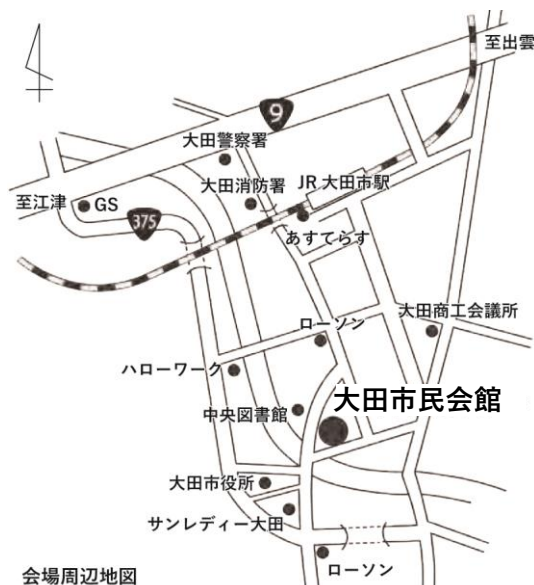 至出雲
9
大田警察署
大田消防署
JR 大田市駅
至江津
GS
375
あすてらす
ローソン
大田商工会議所
ハローワーク
大田市民会館
中央図書館
大田市役所
サンレディー大田
ローソン
会場周辺地図